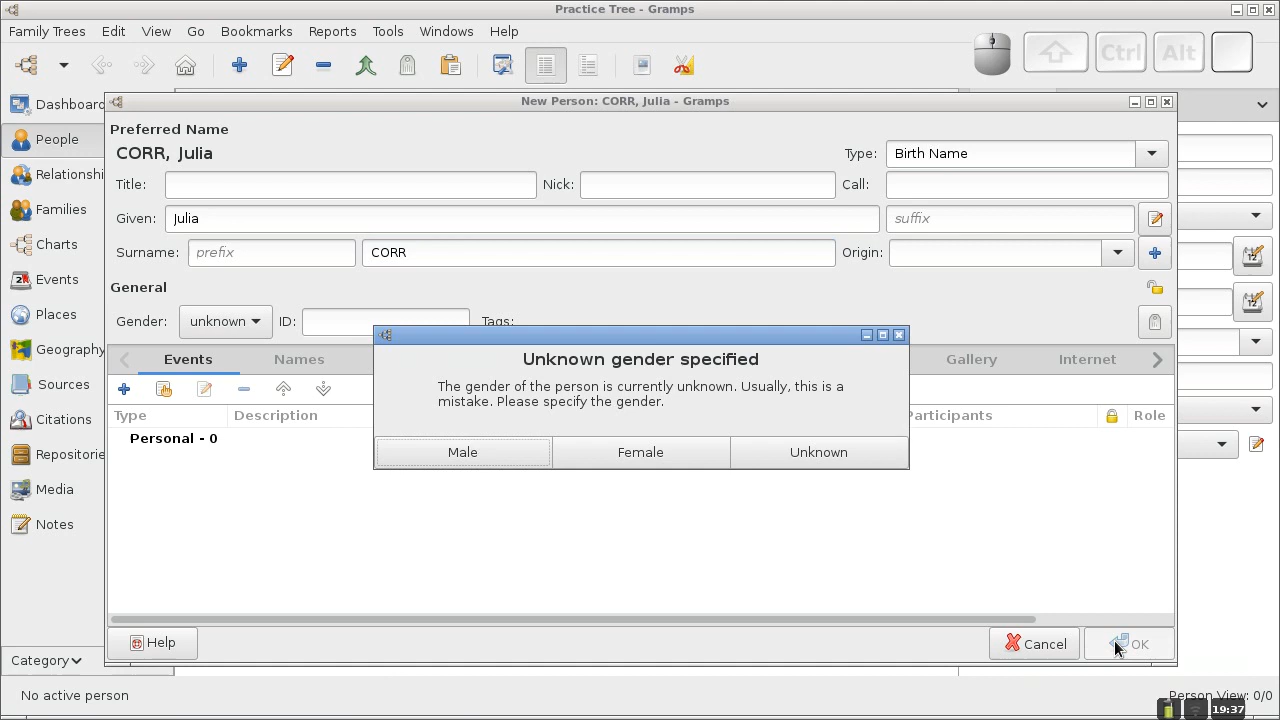 Practice Tree - Gramps
Family Trees Edit View Go Bookmarks Reports Tools Windows Help
Ctrl Alt
Dashboard
People
Families
Charts
Events
Places
Geography
Sources
Citations
Media
Notes
Category
New Person: CORR, Julia - Gramps
Preferred Name
CORR, Julia
Type: Birth Name
Title: Nick: Call:
Given: Julia suffix
Surname: prefix CORR Origin:
General
Gender: unknown ID: Tags:
Events Names Gallery Internet
Type Description Participants Role
Personal - 0
Unknown gender specified
The gender of the person is currently unknown. Usually, this is a
mistake. Please specify the gender.
Male Female Unknown
Help Cancel OK
No active person Person View: 0/0
19:37